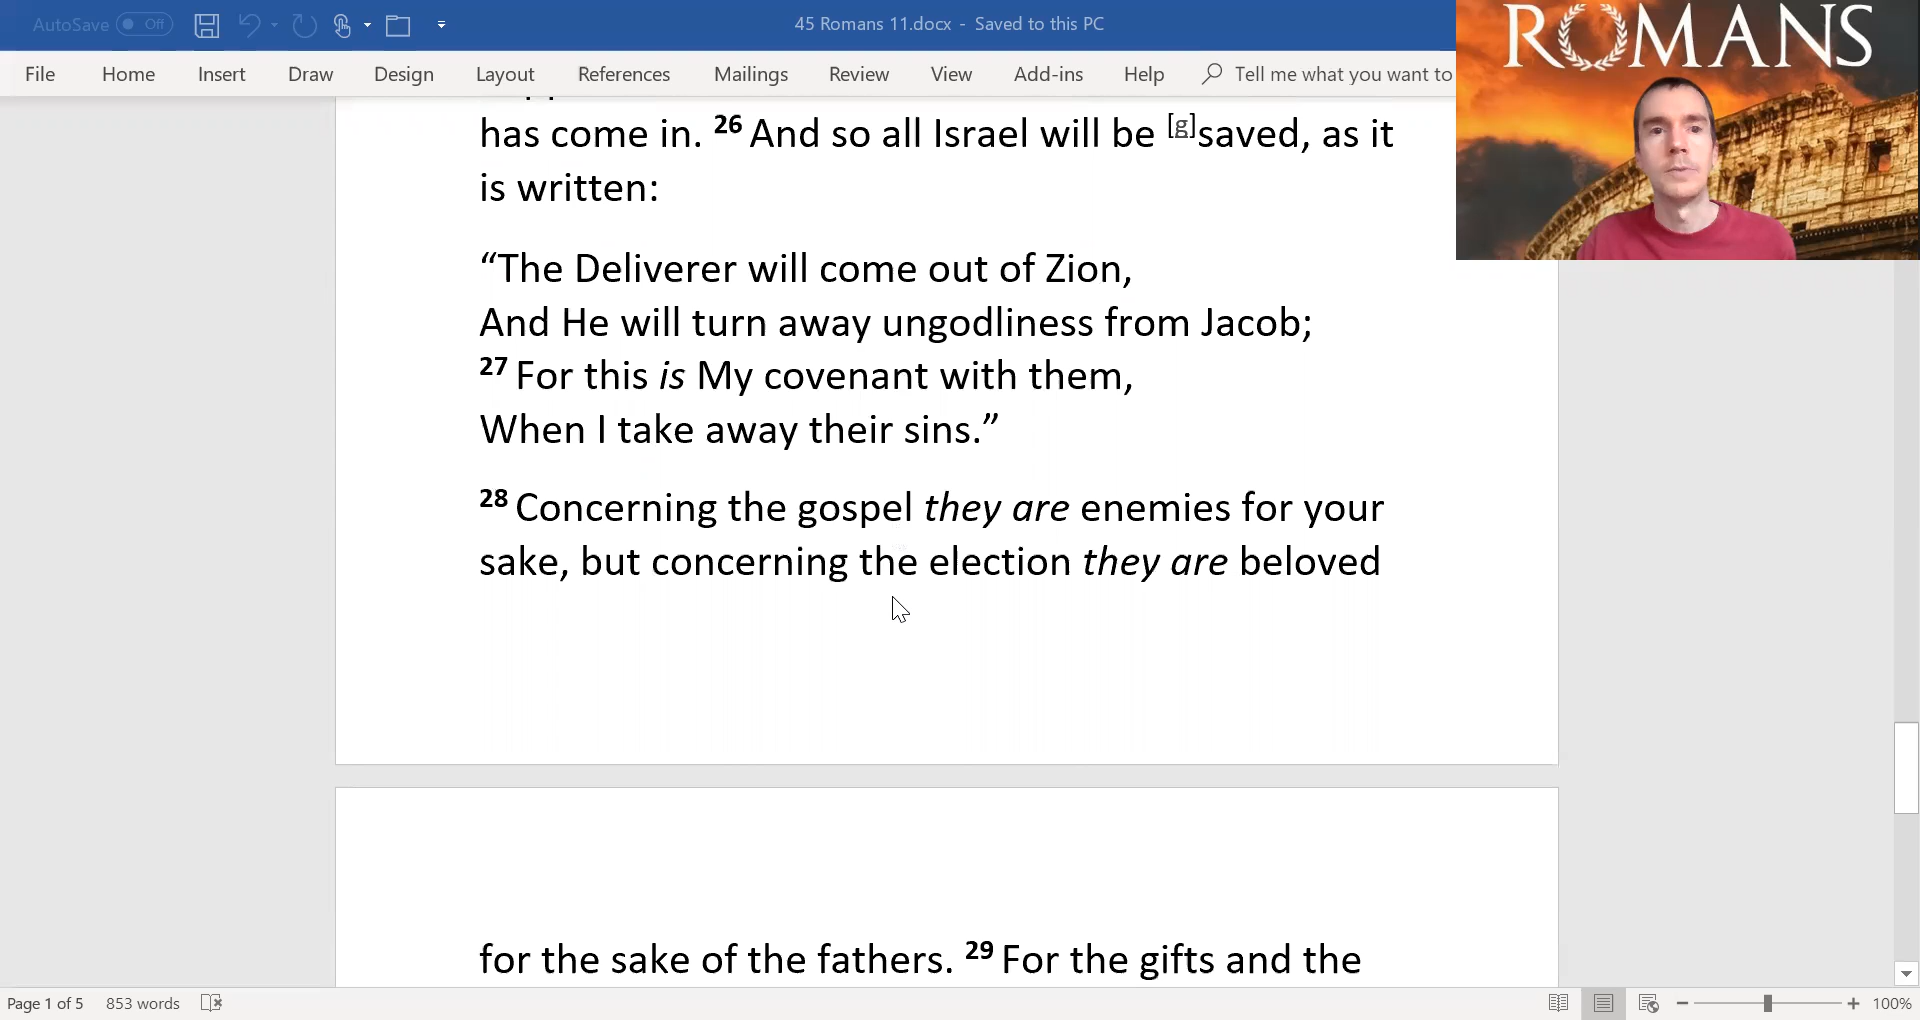 AutoSave Off
45 Romans 11.docx - Saved to this PC
ROMANS
File Home Insert Draw Design Layout References Mailings Review View Add-ins Help Tell me what you want to
has come in. 26 And so all Israel will be [g]saved, as it
is written:
“The Deliverer will come out of Zion,
And He will turn away ungodliness from Jacob;
27 For this is My covenant with them,
When I take away their sins.”
28 Concerning the gospel they are enemies for your
sake, but concerning the election they are beloved
for the sake of the fathers. 29 For the gifts and the
Page 1 of 5 853 words
100%